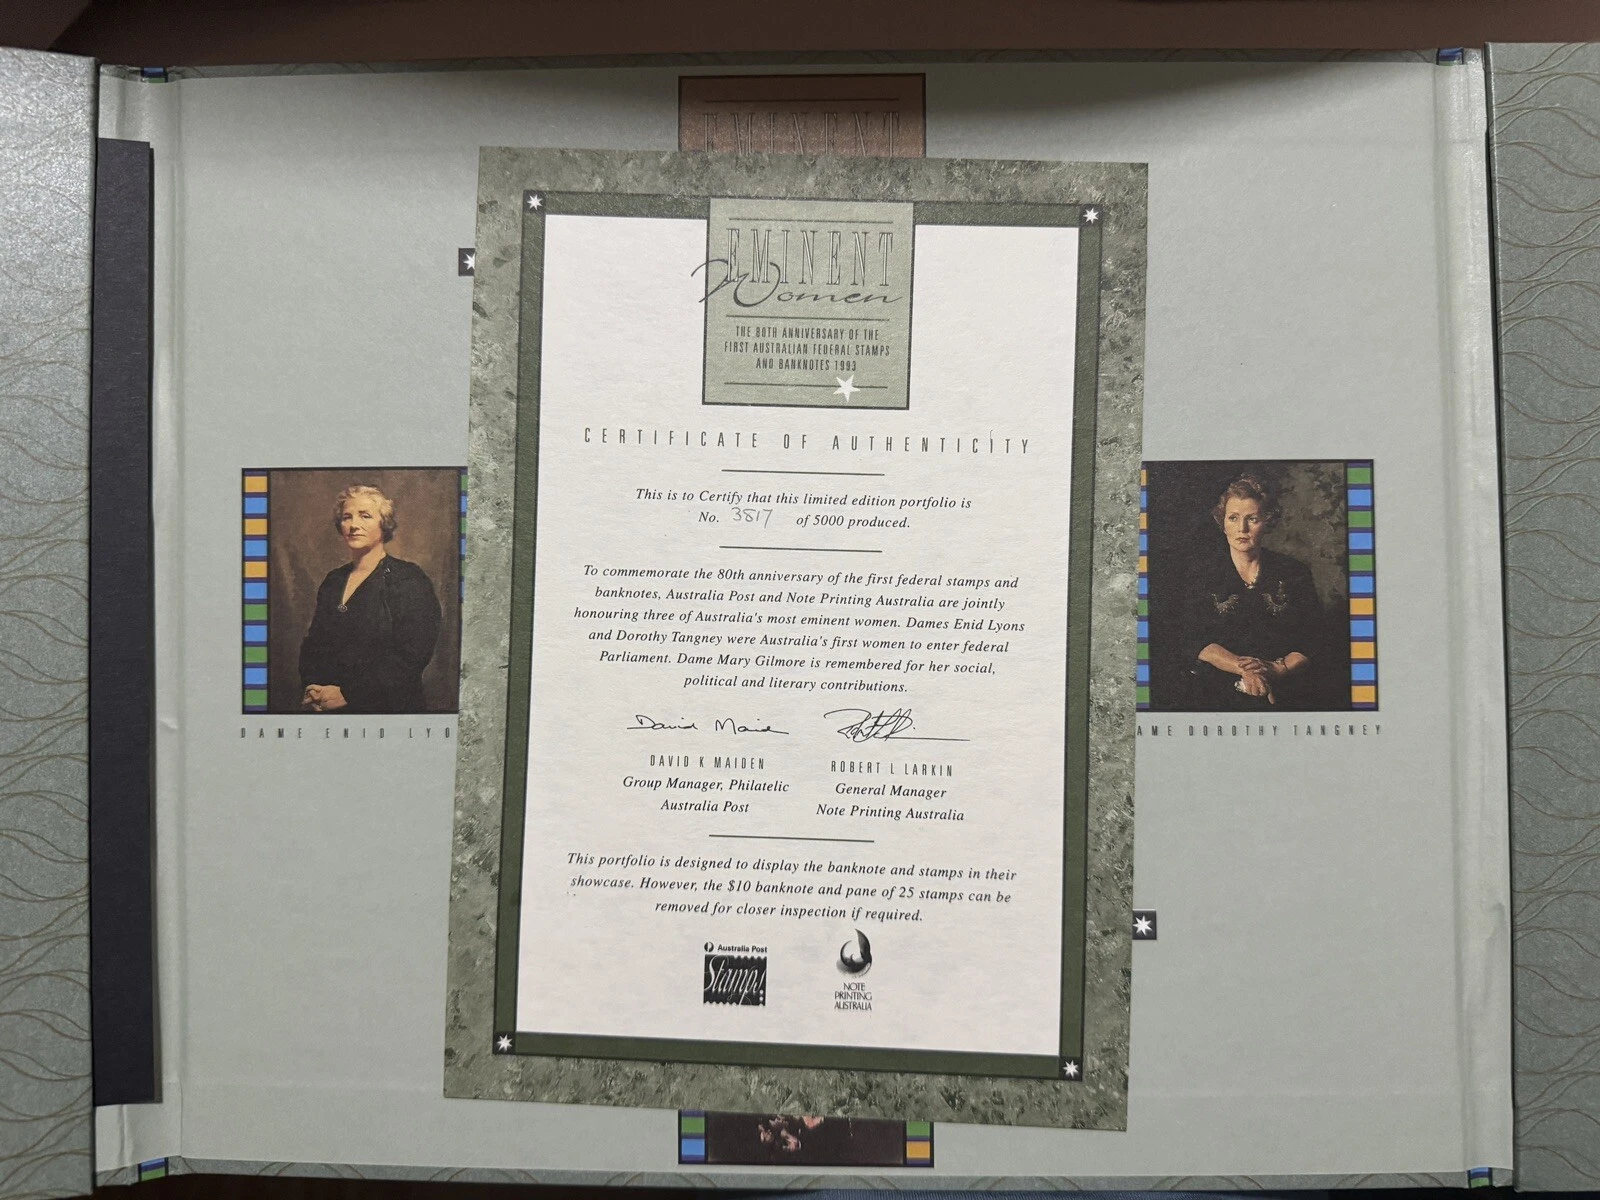 EMINENT
EMINENT
Women
THE 80TH ANNIVERSARY OF THE
FIRST AUSTRALIAN FEDERAL STAMPS
AND BANKNOTES 1993
CERTIFICATE OF AUTHENTICITY
This is to Certify that this limited edition portfolio is
No. 3817 of 5000 produced.
To commemorate the 80th anniversary of the first federal stamps and
banknotes, Australia Post and Note Printing Australia are jointly
honouring three of Australia's most eminent women. Dames Enid Lyons
and Dorothy Tangney were Australia's first women to enter federal
Parliament. Dame Mary Gilmore is remembered for her social,
political and literary contributions.
David Maid
DAVID K MAIDEN
Group Manager, Philatelic
Australia Post
ROBERT L LARKIN
General Manager
Note Printing Australia
This portfolio is designed to display the banknote and stamps in their
showcase. However, the $10 banknote and pane of 25 stamps can be
removed for closer inspection if required.
Australia Post
Stamps!
NOTE
PRINTING
AUSTRALIA
DAME ENID LYO
AME DOROTHY TANGNEY